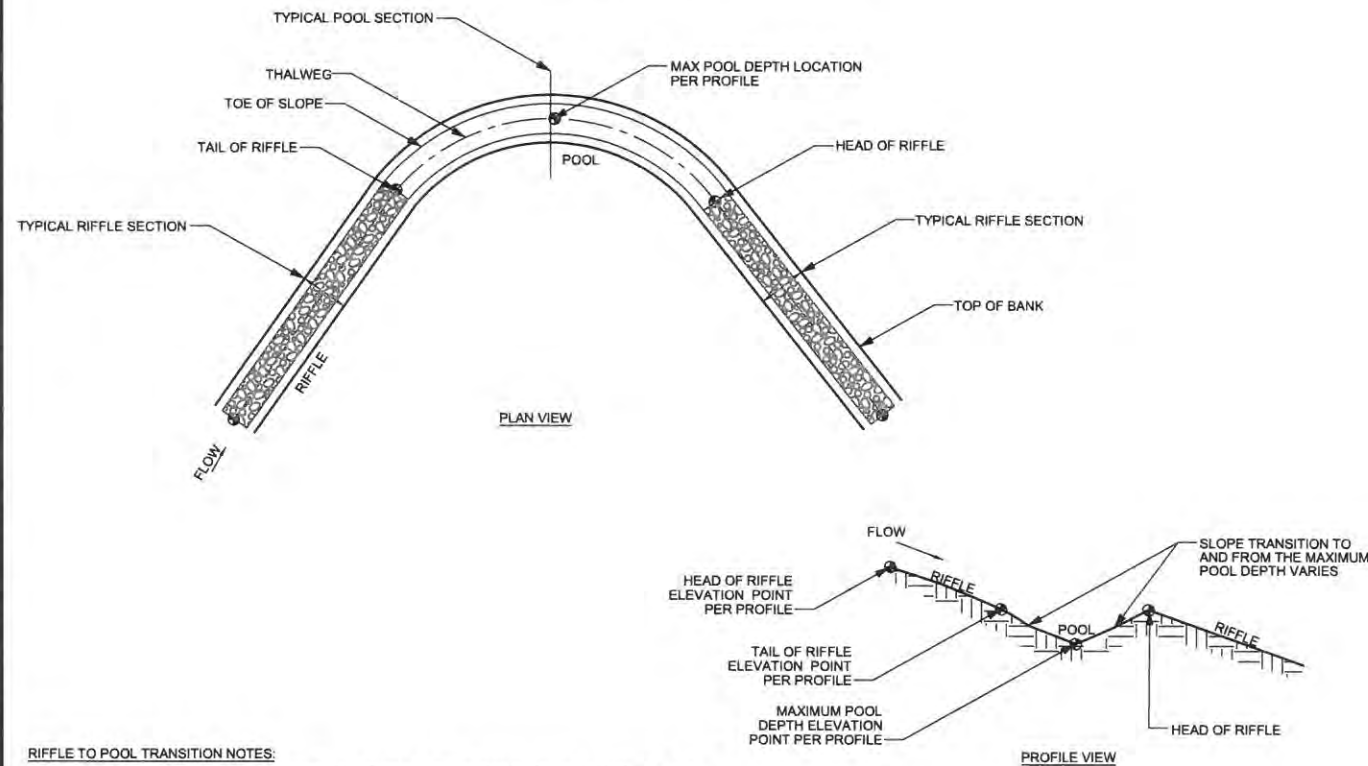 TYPICAL POOL SECTION
THALWEG
TOE OF SLOPE
TAIL OF RIFFLE
TYPICAL RIFFLE SECTION
MAX POOL DEPTH LOCATION
PER PROFILE
POOL
HEAD OF RIFFLE
TYPICAL RIFFLE SECTION
TOP OF BANK
RIFFLE
FLOW
PLAN VIEW
FLOW
HEAD OF RIFFLE
ELEVATION POINT
PER PROFILE
RIFFLE
SLOPE TRANSITION TO
AND FROM THE MAXIMUM
POOL DEPTH VARIES
POOL
RIFFLE
TAIL OF RIFFLE
ELEVATION POINT
PER PROFILE
MAXIMUM POOL
DEPTH ELEVATION
POINT PER PROFILE
HEAD OF RIFFLE
PROFILE VIEW
RIFFLE TO POOL TRANSITION NOTES: